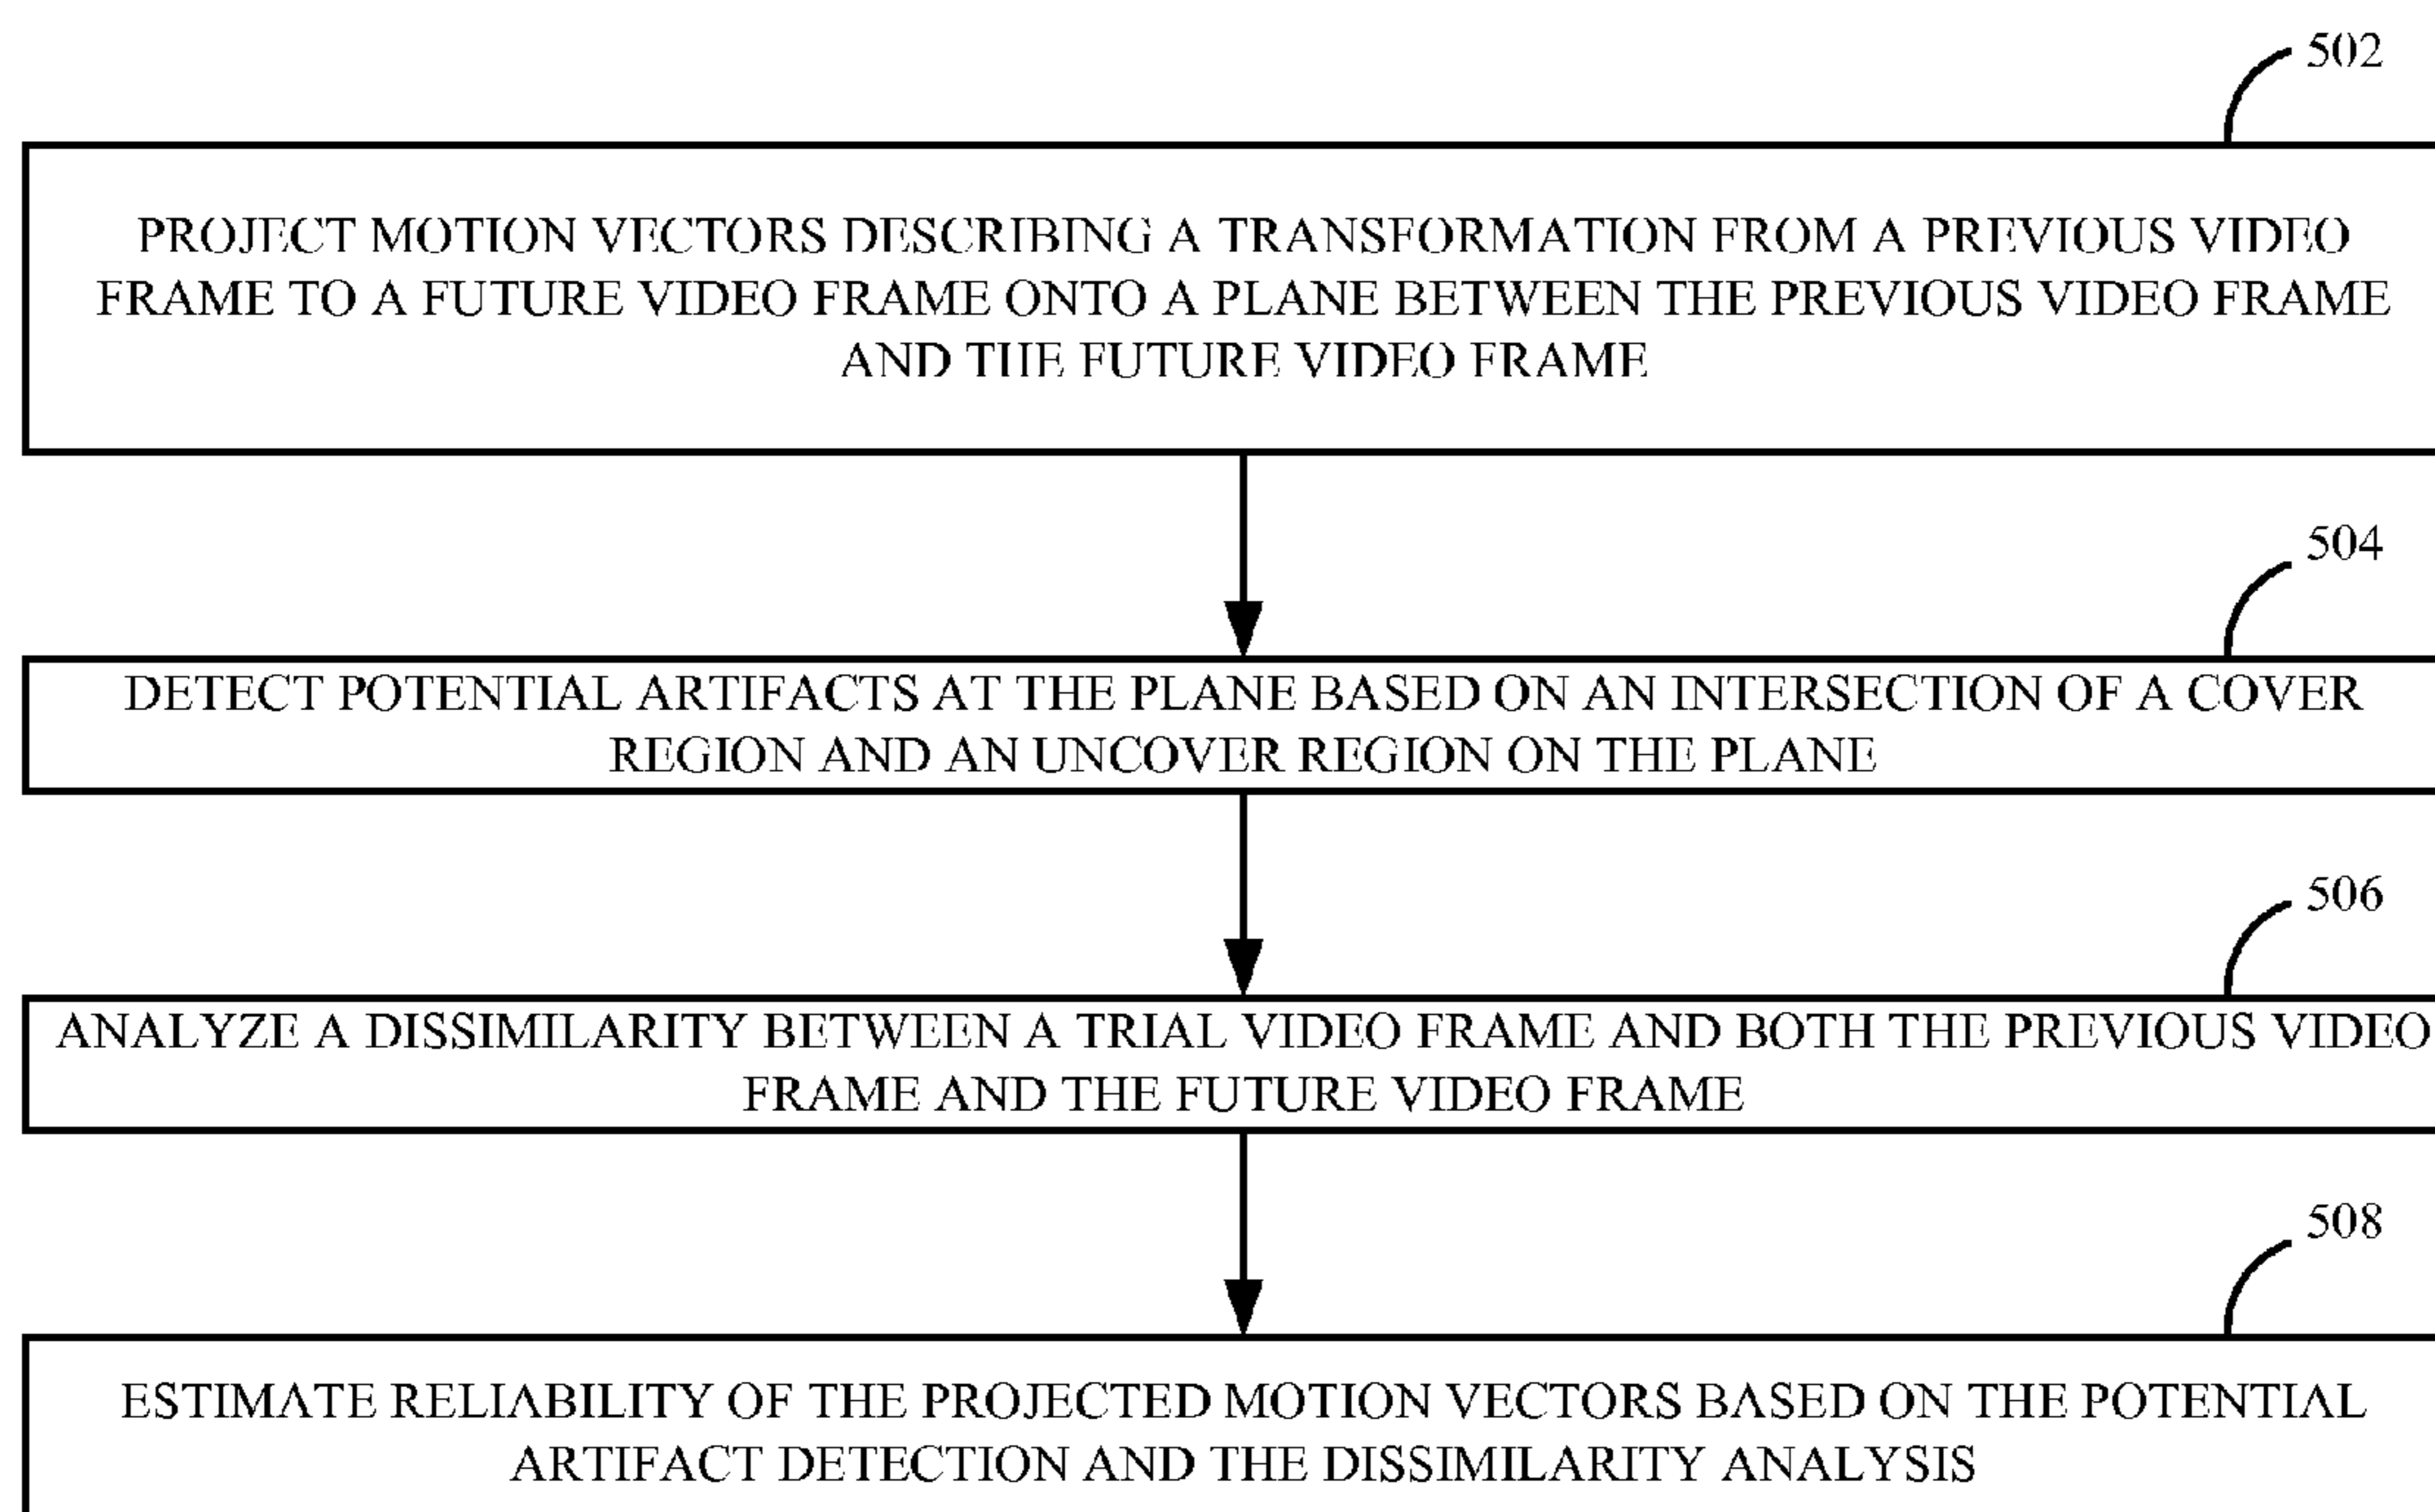 502
PROJECT MOTION VECTORS DESCRIBING A TRANSFORMATION FROM A PREVIOUS VIDEO
FRAME TO A FUTURE VIDEO FRAME ONTO A PLANE BETWEEN THE PREVIOUS VIDEO FRAME
AND THE FUTURE VIDEO FRAME
504
DETECT POTENTIAL ARTIFACTS AT THE PLANE BASED ON AN INTERSECTION OF A COVER
REGION AND AN UNCOVER REGION ON THE PLANE
506
ANALYZE A DISSIMILARITY BETWEEN A TRIAL VIDEO FRAME AND BOTH THE PREVIOUS VIDEO
FRAME AND THE FUTURE VIDEO FRAME
508
ESTIMATE RELIABILITY OF THE PROJECTED MOTION VECTORS BASED ON THE POTENTIAL
ARTIFACT DETECTION AND THE DISSIMILARITY ANALYSIS